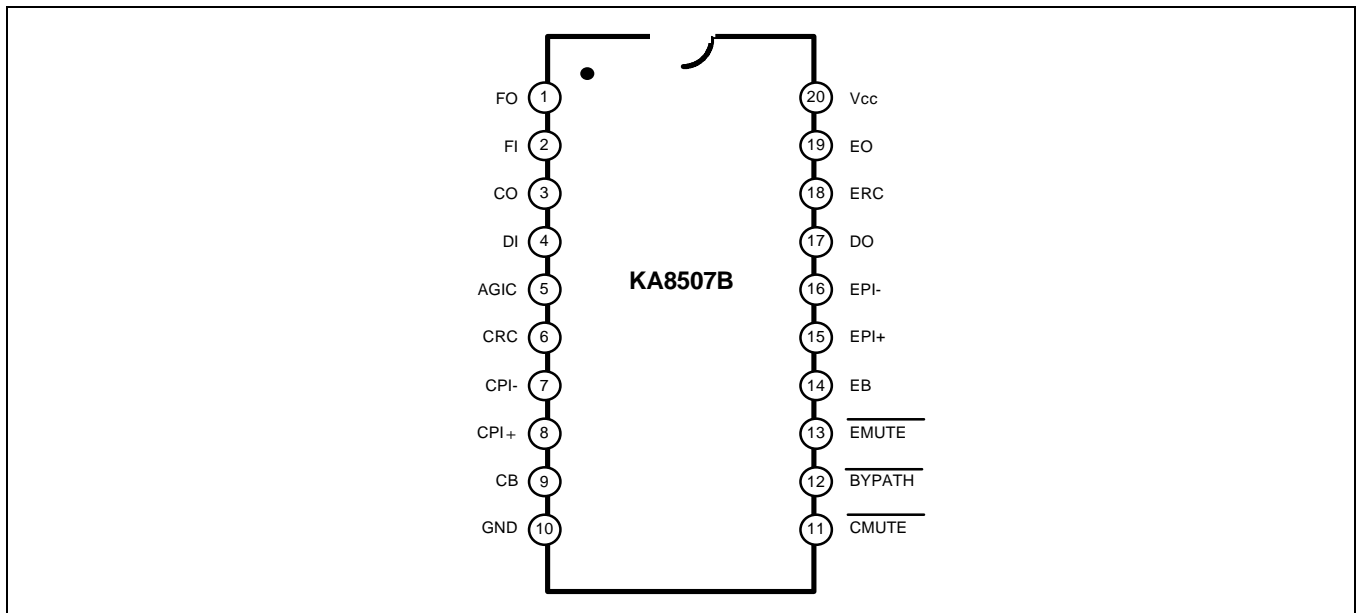 FO 1 20 Vcc
FI 2 19 EO
CO 3 18 ERC
DI 4 17 DO
KA8507B
AGIC 5 16 EPI-
CRC 6 15 EPI+
CPI- 7 14 EB
CPI+ 8 13 EMUTE
CB 9 12 BYPATH
GND 10 11 CMUTE